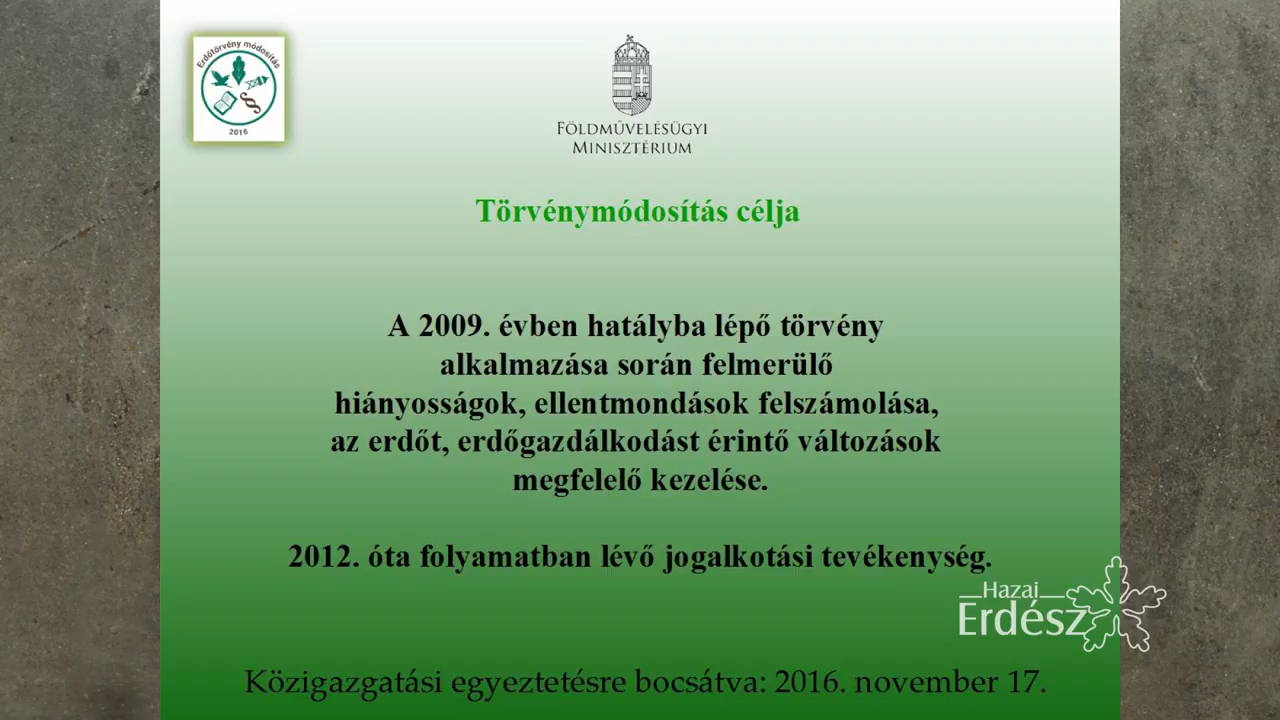 Erdőtörvény módosítás
2016
FÖLDMŰVELÉSÜGYI
MINISZTÉRIUM
Törvénymódosítás célja
A 2009. évben hatályba lépő törvény
alkalmazása során felmerülő
hiányosságok, ellentmondások felszámolása,
az erdőt, erdőgazdálkodást érintő változások
megfelelő kezelése.
2012. óta folyamatban lévő jogalkotási tevékenység.
Hazai
Erdész
Közigazgatási egyeztetésre bocsátva: 2016. november 17.